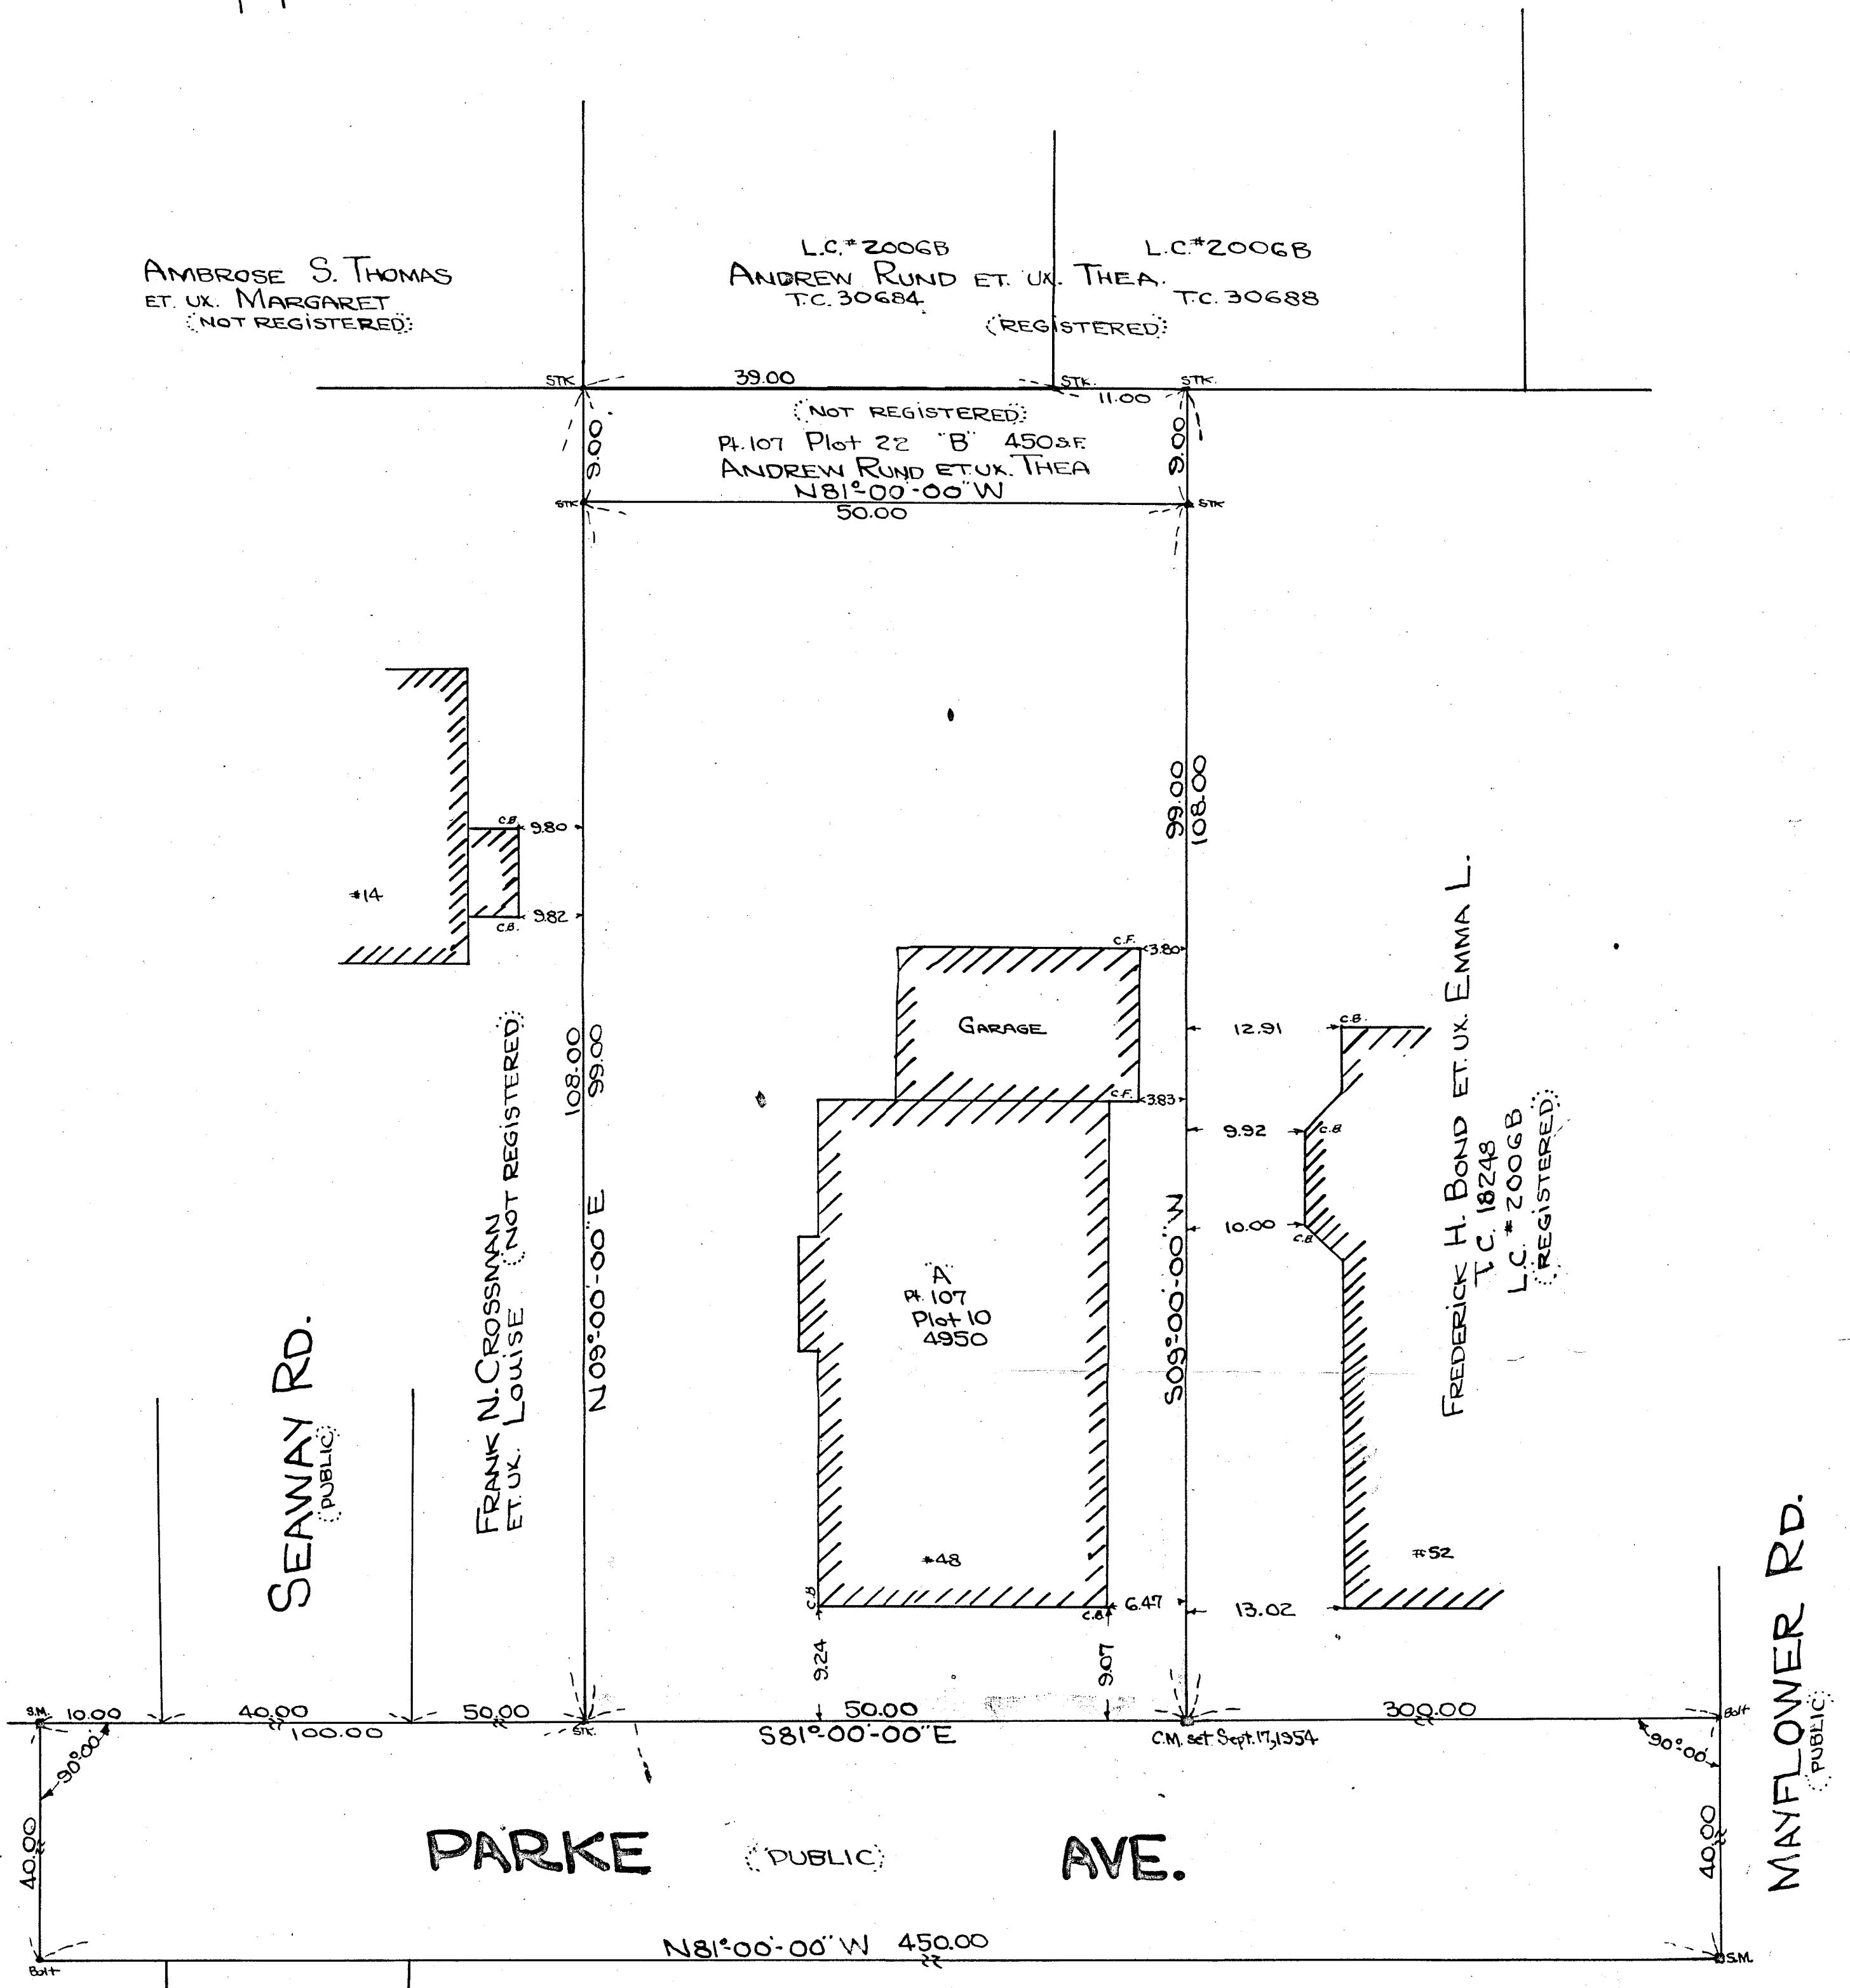 L.C.#2006B
L.C.#2006B
AMBROSE S. THOMAS
ET. UX. MARGARET
(NOT REGISTERED)
ANDREW RUND ET. UX. THEA.
T.C. 30684
T.C. 30688
(REGISTERED)
STK
39.00
STK.
11.00
STK.
(NOT REGISTERED)
Pt. 107 Plot 22 "B" 450 S.F.
ANDREW RUND ET. UX. THEA
N81°-00'-00"W
9.00
9.00
STK
50.00
STK
99.00
108.00
C.B.
9.80
#14
9.82
C.B.
C.F.
3.80
GARAGE
C.F.
3.83
108.00
99.00
12.91
C.B.
9.92
C.B
10.00
C.B
FRANK N. CROSSMAN
ET. UX. LOUISE (NOT REGISTERED)
N09°-00'-00"E
S09°-00'-00"W
FREDERICK H. BOND ET. UX. EMMA L.
T.C. 18248
L.C. #2006B
(REGISTERED)
A
Pt. 107
Plot 10
4950
SEAWAY RD.
(PUBLIC)
#48
#52
C.B
C.B
6.47
13.02
9.24
9.07
S.M.
10.00
40.00
100.00
50.00
STK.
50.00
S81°-00'-00"E
C.M. set Sept. 17, 1954
300.00
Bolt
90°-00'
90°-00'
MAYFLOWER RD.
(PUBLIC)
40.00
40.00
PARKE (PUBLIC) AVE.
N81°-00'-00"W 450.00
Bolt
S.M.